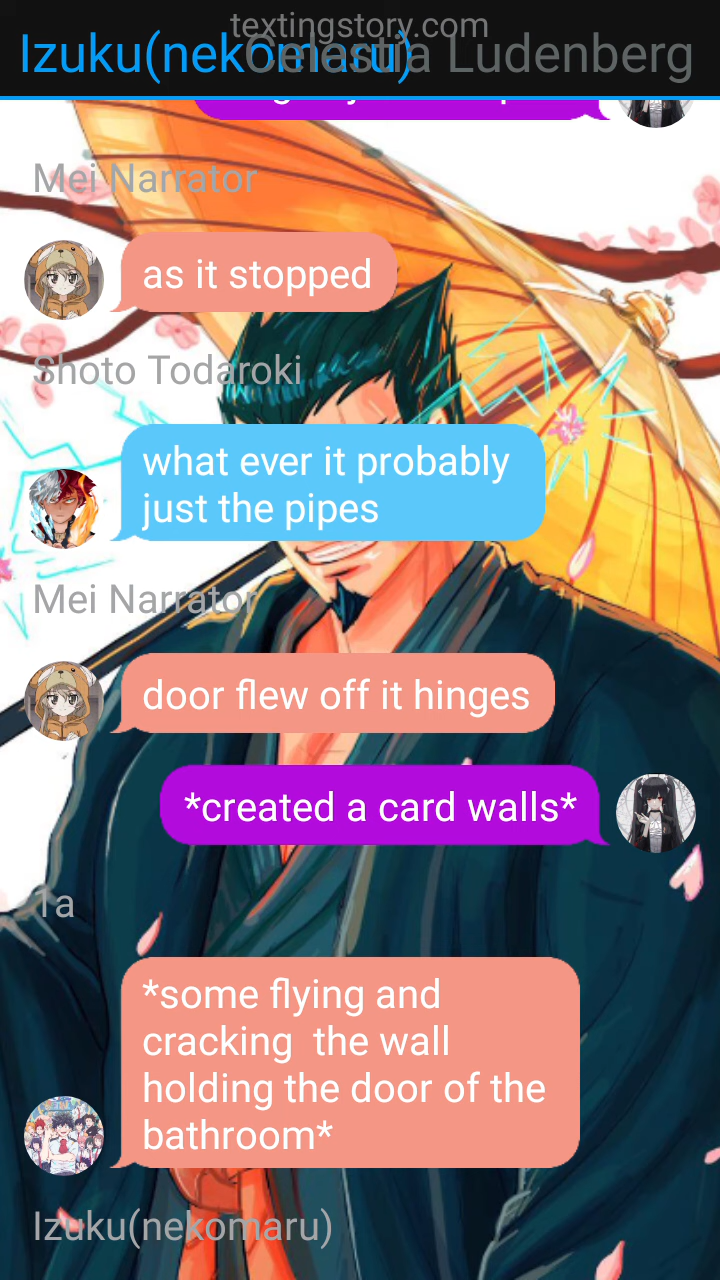 textingstory.com
Izuku(nekomaru)
Celestia Ludenberg
Mei Narrator
as it stopped
Shoto Todaroki
what ever it probably
just the pipes
Mei Narrator
door flew off it hinges
*created a card walls*
1a
*some flying and
cracking  the wall
holding the door of the
bathroom*
Izuku(nekomaru)